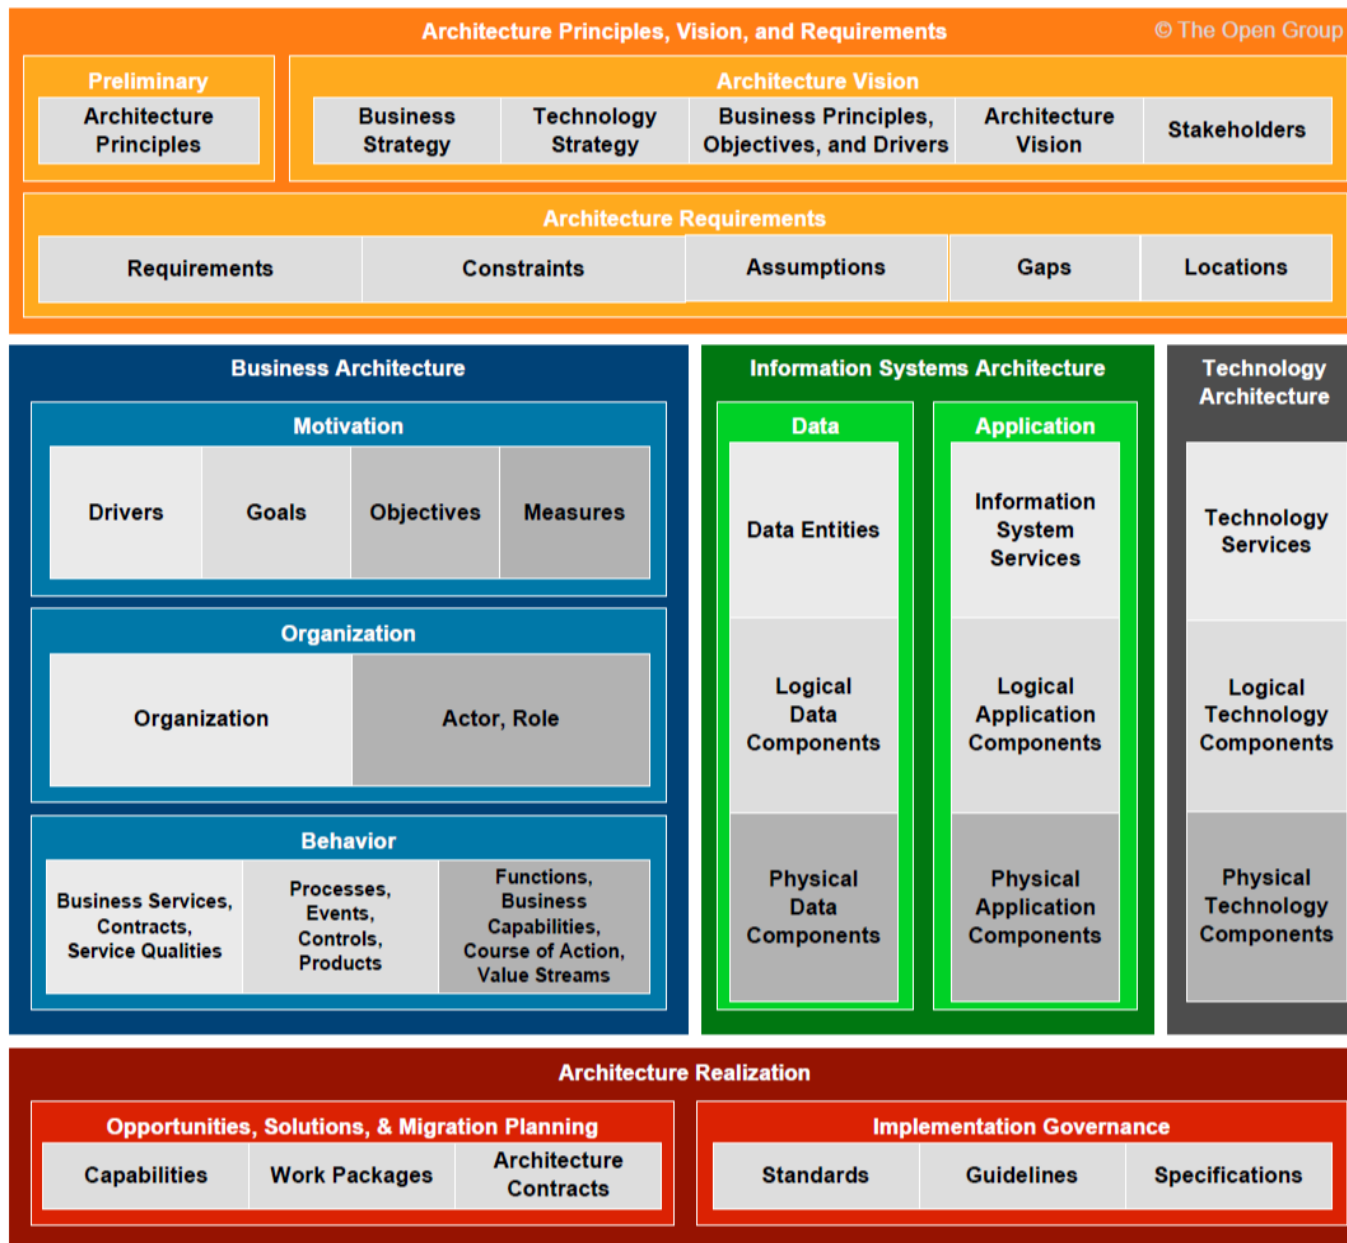 Architecture Principles, Vision, and Requirements
© The Open Group
Preliminary
Architecture
Principles
Architecture Vision
Business
Strategy
Technology
Strategy
Business Principles,
Objectives, and Drivers
Architecture
Vision
Stakeholders
Architecture Requirements
Requirements
Constraints
Assumptions
Gaps
Locations
Business Architecture
Motivation
Drivers
Goals
Objectives
Measures
Organization
Organization
Actor, Role
Behavior
Business Services,
Contracts,
Service Qualities
Processes,
Events,
Controls,
Products
Functions,
Business
Capabilities,
Course of Action,
Value Streams
Information Systems Architecture
Data
Data Entities
Logical
Data
Components
Physical
Data
Components
Application
Information
System
Services
Logical
Application
Components
Physical
Application
Components
Technology
Architecture
Technology
Services
Logical
Technology
Components
Physical
Technology
Components
Architecture Realization
Opportunities, Solutions, & Migration Planning
Capabilities
Work Packages
Architecture
Contracts
Implementation Governance
Standards
Guidelines
Specifications